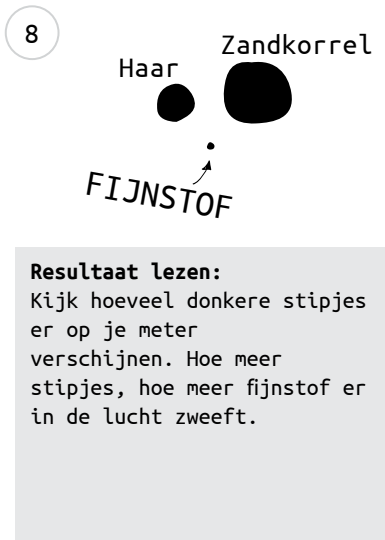 8
Zandkorrel
Haar
FIJNSTOF
Resultaat lezen:
Kijk hoeveel donkere stipjes
er op je meter
verschijnen. Hoe meer
stipjes, hoe meer fijnstof er
in de lucht zweeft.